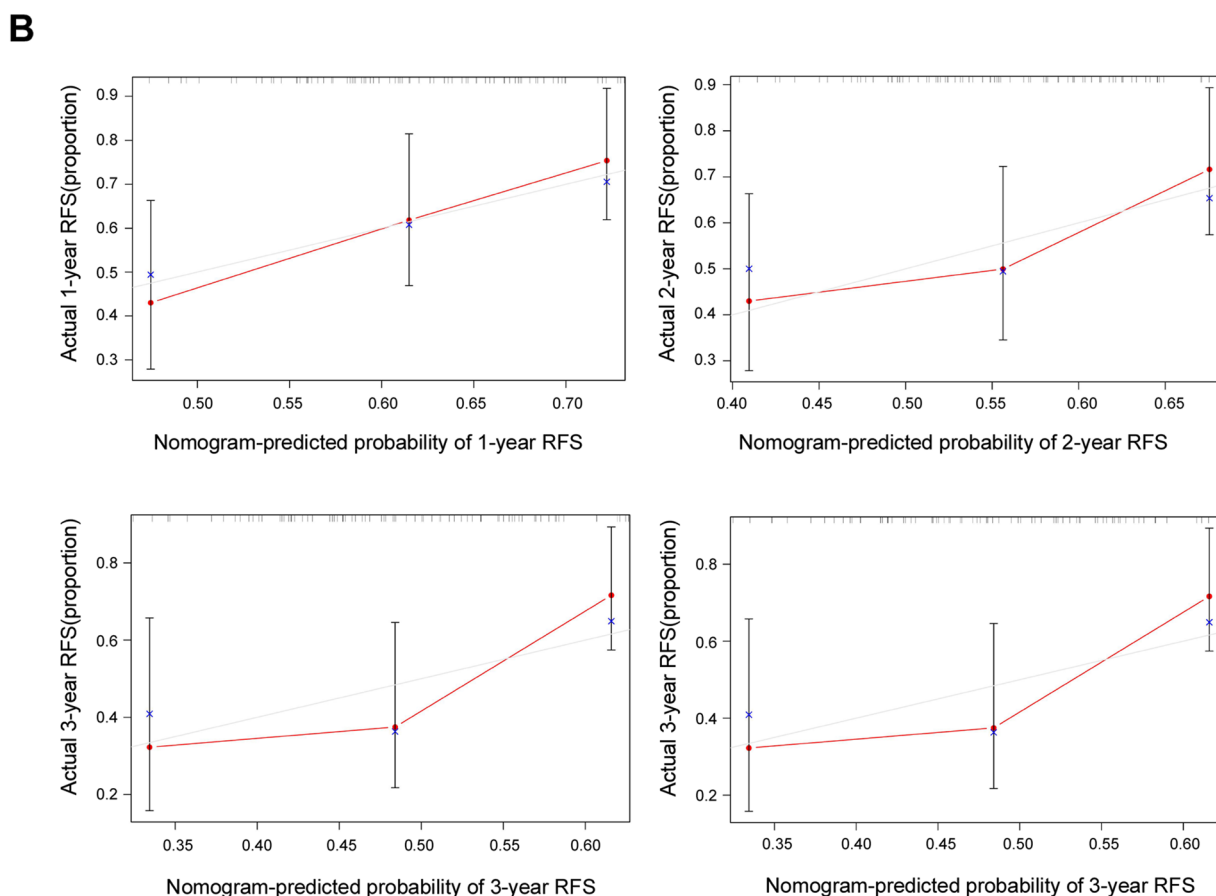 B
Actual 1-year RFS(proportion)
0.9
0.8
0.7
0.6
0.5
0.4
0.3
0.50 0.55 0.60 0.65 0.70
Nomogram-predicted probability of 1-year RFS
Actual 2-year RFS(proportion)
0.9
0.8
0.7
0.6
0.5
0.4
0.3
0.40 0.45 0.50 0.55 0.60 0.65
Nomogram-predicted probability of 2-year RFS
Actual 3-year RFS(proportion)
0.8
0.6
0.4
0.2
0.35 0.40 0.45 0.50 0.55 0.60
Nomogram-predicted probability of 3-year RFS
Actual 3-year RFS(proportion)
0.8
0.6
0.4
0.2
0.35 0.40 0.45 0.50 0.55 0.60
Nomogram-predicted probability of 3-year RFS